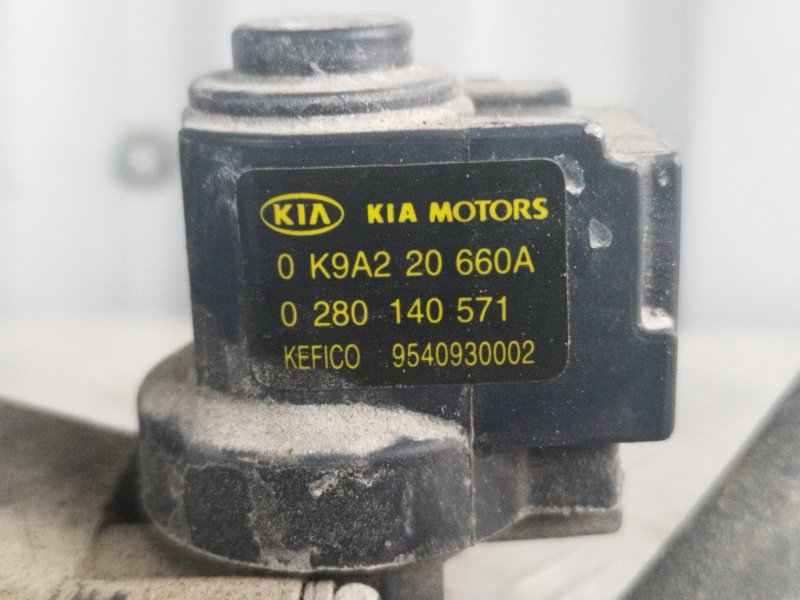 KIA KIA MOTORS
0 K9A2 20 660A
0 280 140 571
KEFICO 9540930002